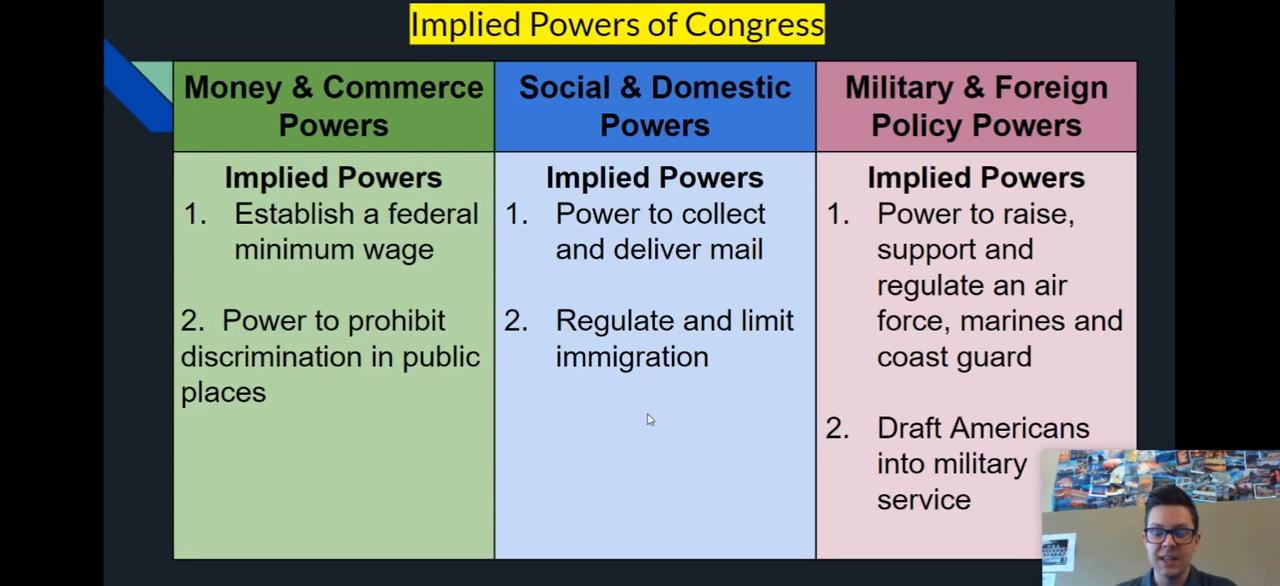 Implied Powers of Congress
Money & Commerce
Powers
Implied Powers
1. Establish a federal
minimum wage
2. Power to prohibit
discrimination in public
places
Social & Domestic
Powers
Implied Powers
1. Power to collect
and deliver mail
2. Regulate and limit
immigration
Military & Foreign
Policy Powers
Implied Powers
1. Power to raise,
support and
regulate an air
force, marines and
coast guard
2. Draft Americans
into military
service